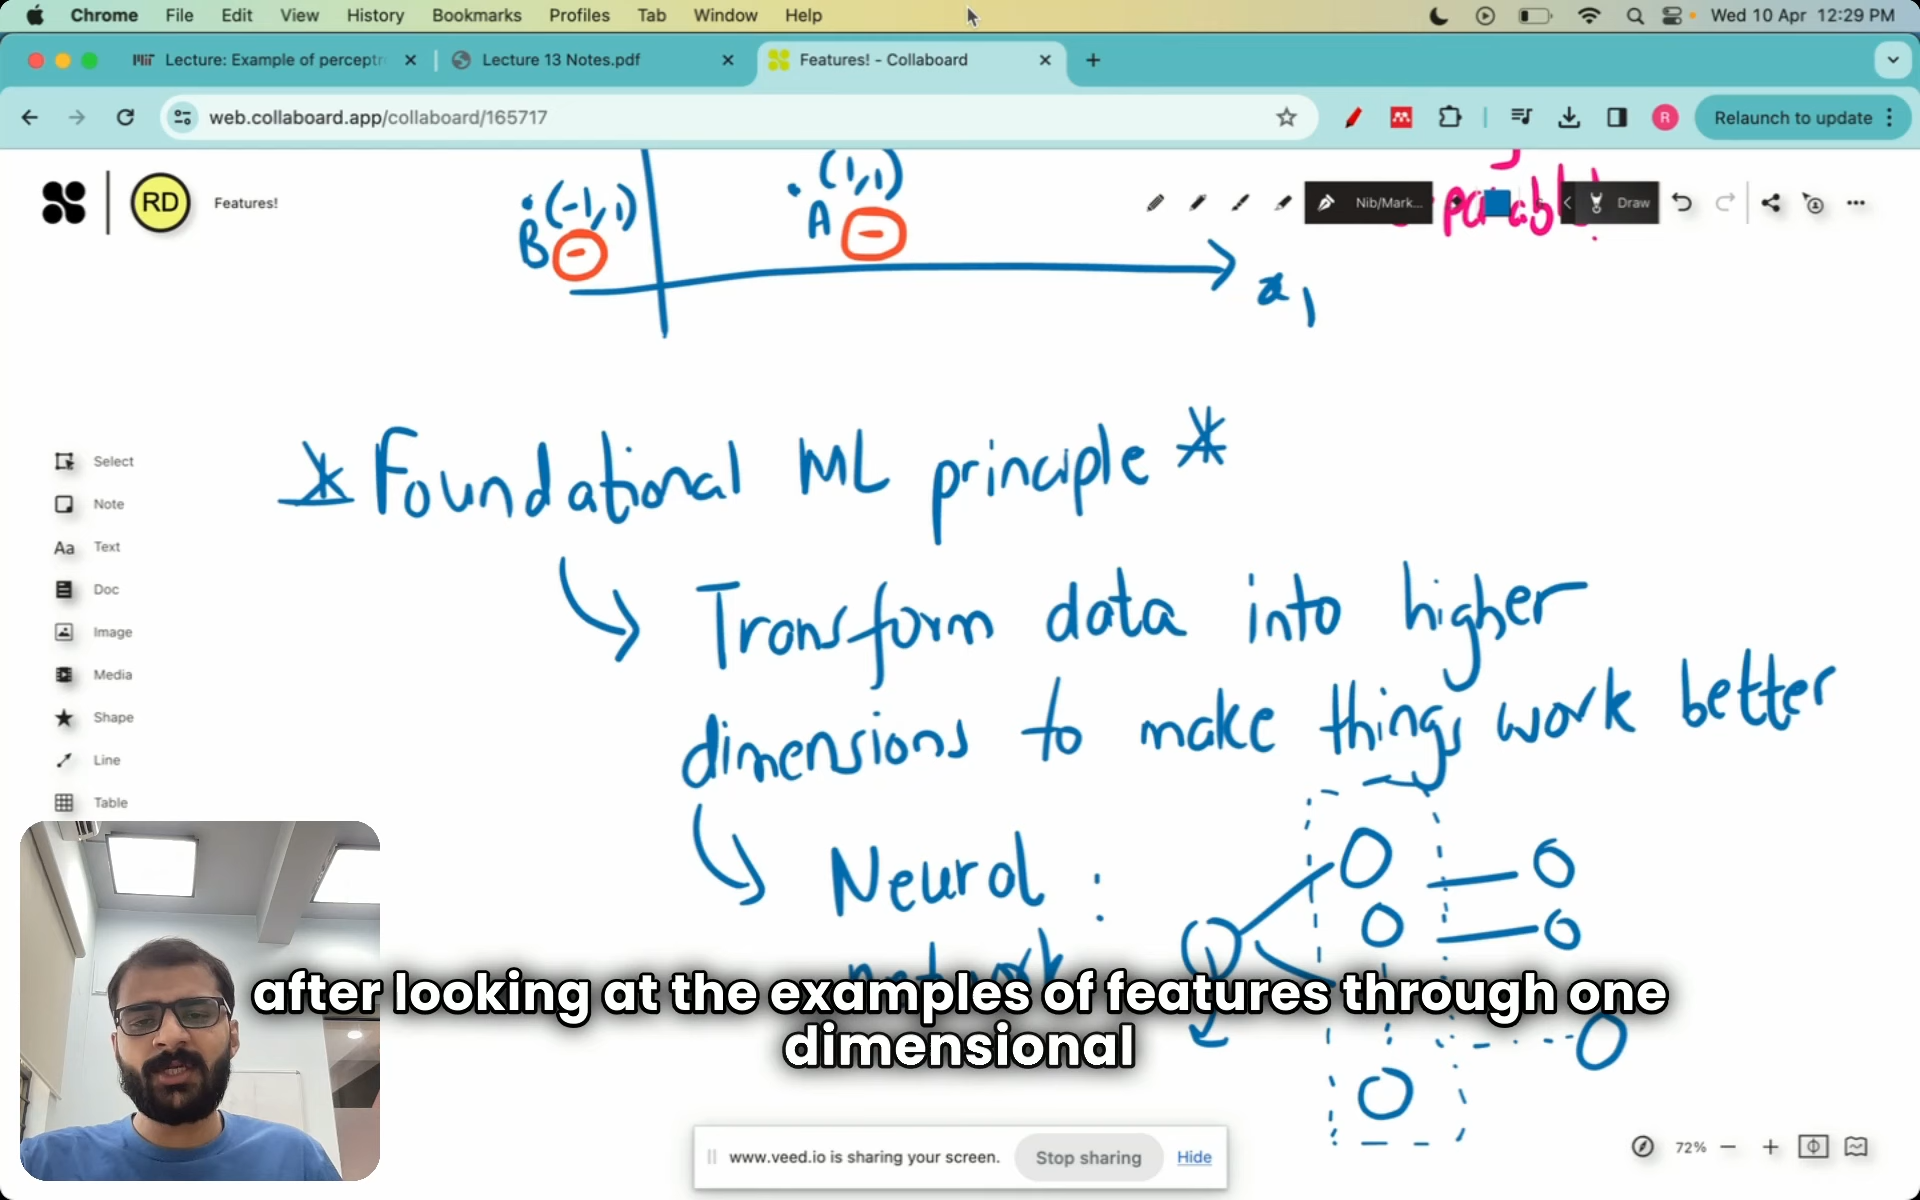 Chrome File Edit View History Bookmarks Profiles Tab Window Help Wed 10 Apr 12:29 PM
Lecture: Example of perceptr Lecture 13 Notes.pdf Features! - Collaboard
web.collaboard.app/collaboard/165717 R Relaunch to update
RD Features! Nib/Mark... Draw
(-1,1) (1,1)
B - A -
x1
Select
Note
Text
Doc
Image
Media
Shape
Line
Table
* Foundational ML principle *
Transform data into higher
dimensions to make things work better
Neural :
network
after looking at the examples of features through one
dimensional
www.veed.io is sharing your screen. Stop sharing Hide
72%